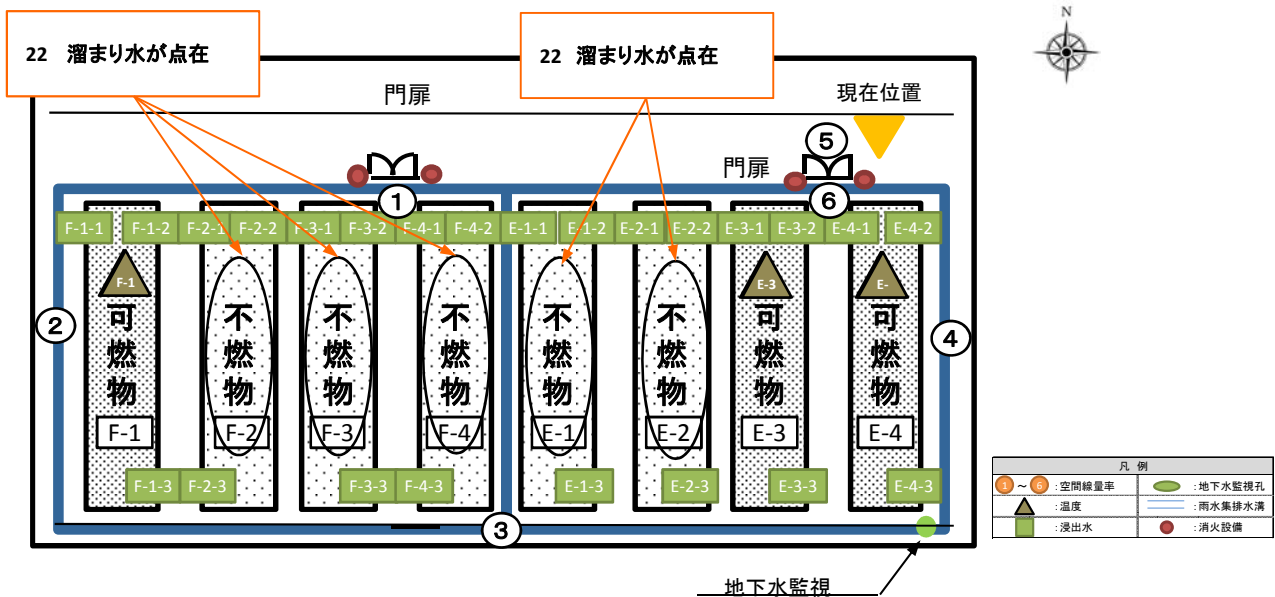 N
22 溜まり水が点在
22 溜まり水が点在
門扉
現在位置
⑤
門扉
①
⑥
F-1-1 F-1-2 F-2-1 F-2-2 F-3-1 F-3-2 F-4-1 F-4-2 E-1-1 E-1-2 E-2-1 E-2-2 E-3-1 E-3-2 E-4-1 E-4-2
F-1
E-3
E-
②
④
可燃物
不燃物
不燃物
不燃物
不燃物
不燃物
可燃物
可燃物
F-1 F-2 F-3 E-4 E-1 E-2 E-3 E-4
F-1-3 F-2-3 F-3-3 F-4-3 E-1-3 E-2-3 E-3-3 E-4-3
③
地下水監視
凡 例
① ~ ⑥ :空間線量率 :地下水監視孔
:温度 :雨水集排水溝
:浸出水 :消火設備